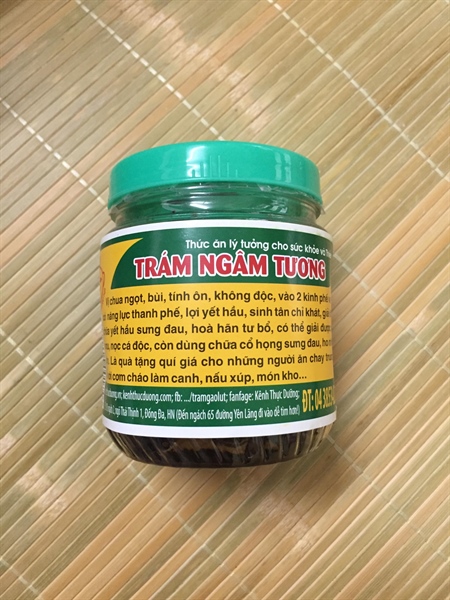 Thức ăn lý tưởng cho sức khỏe và
TRÁM NGÂM TƯƠNG
chua ngọt, bùi, tính ôn, không độc, vào 2 kinh phế
năng lực thanh phế, lợi yết hầu, sinh tân chỉ khát,
yết hầu sưng đau, hoà hãn tư bổ, có thể giải được
nọc cá độc, còn dùng chữa cổ họng sưng đau,
Là quà tặng quí giá cho những người ăn chay
cơm cháo làm canh, nấu xúp, món kho...
kenhthucduong.com; fb: .../tramgaolut; fanfage: Kênh Thực Dưỡng:
Thái Thịnh 1, Đống Đa, HN (Đến ngách 65 đường Yên Lãng đi vào dễ tìm hơn!)
ĐT: 04